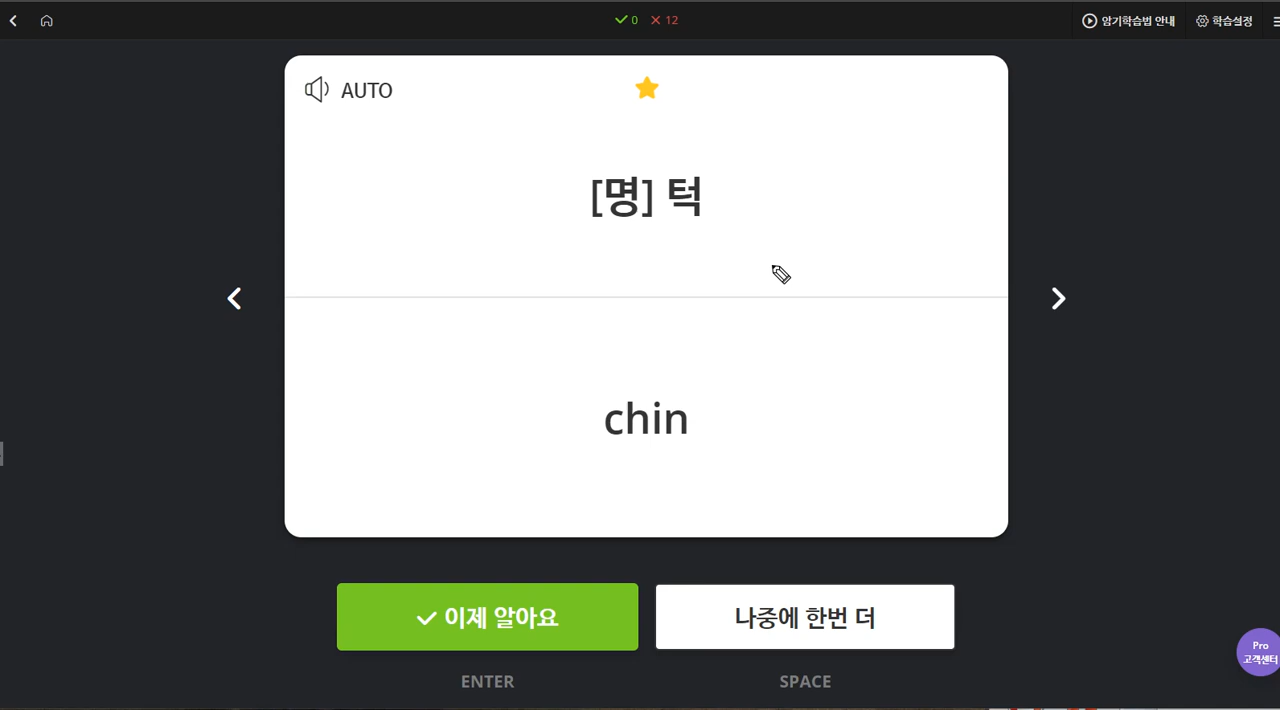 0 12 암기학습법 안내 학습설정
AUTO
[명] 턱
chin
이제 알아요 나중에 한번 더
ENTER SPACE
Pro
고객센터